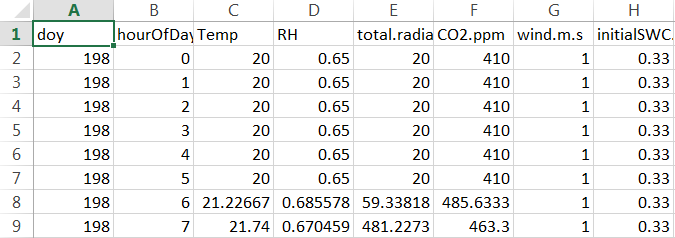 A B C D E F G H
1 doy hourOfDay Temp RH total.radia CO2.ppm wind.m.s initialSWC.
2 198 0 20 0.65 20 410 1 0.33
3 198 1 20 0.65 20 410 1 0.33
4 198 2 20 0.65 20 410 1 0.33
5 198 3 20 0.65 20 410 1 0.33
6 198 4 20 0.65 20 410 1 0.33
7 198 5 20 0.65 20 410 1 0.33
8 198 6 21.22667 0.685578 59.33818 485.6333 1 0.33
9 198 7 21.74 0.670459 481.2273 463.3 1 0.33